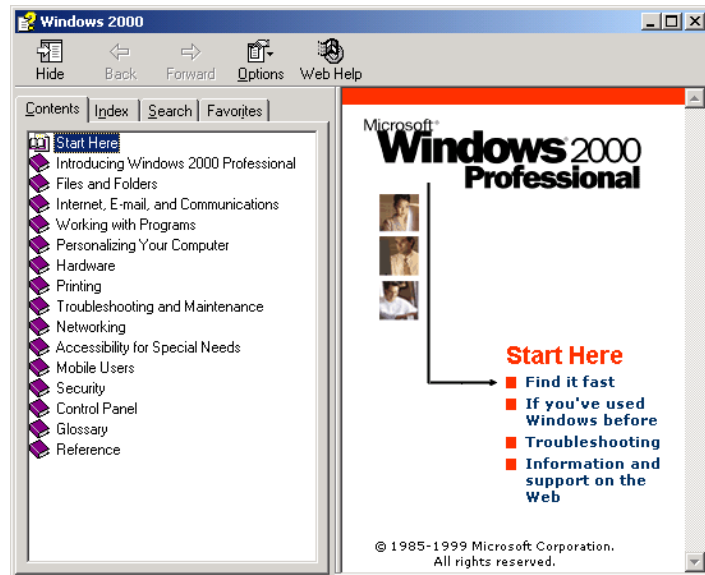 Windows 2000
Hide Back Forward Options Web Help
Contents Index Search Favorites
Start Here
Introducing Windows 2000 Professional
Files and Folders
Internet, E-mail, and Communications
Working with Programs
Personalizing Your Computer
Hardware
Printing
Troubleshooting and Maintenance
Networking
Accessibility for Special Needs
Mobile Users
Security
Control Panel
Glossary
Reference
Microsoft®
Windows® 2000
Professional
Start Here
Find it fast
If you've used
Windows before
Troubleshooting
Information and
support on the
Web
© 1985-1999 Microsoft Corporation.
All rights reserved.